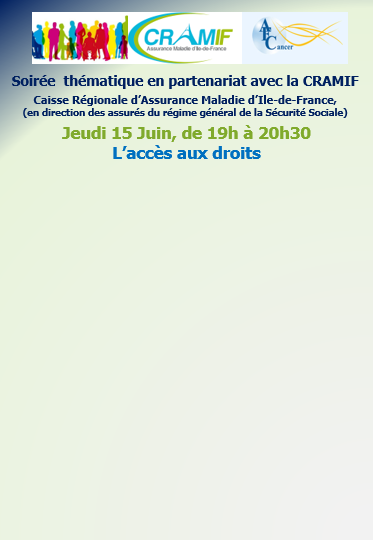 CRAMIF
Assurance Maladie d'Ile-de-France
Cancer
Soirée thématique en partenariat avec la CRAMIF
Caisse Régionale d'Assurance Maladie d'Ile-de-France,
(en direction des assurés du régime général de la Sécurité Sociale)
Jeudi 15 Juin, de 19h à 20h30
L'accès aux droits